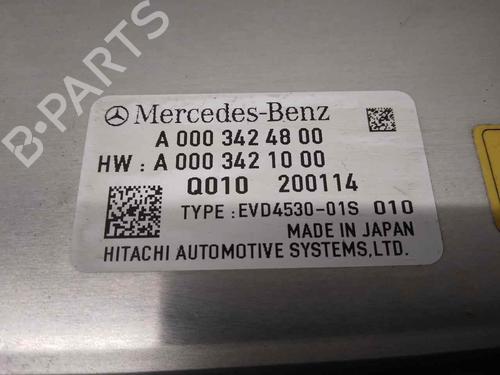 Mercedes-Benz
A 000 342 48 00
HW : A 000 342 10 00
Q010 200114
TYPE : EVD4530-01S 010
MADE IN JAPAN
HITACHI AUTOMOTIVE SYSTEMS,LTD.
B-PARTS